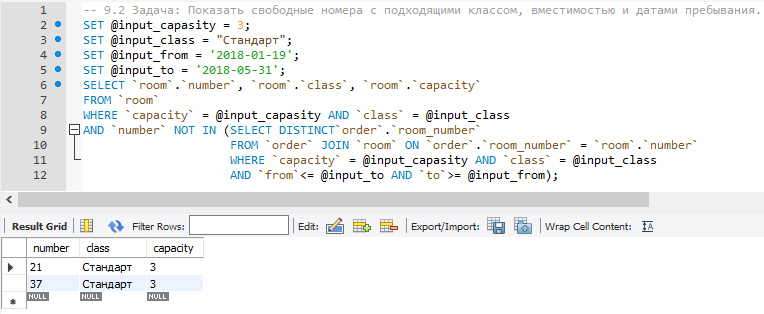 1 -- 9.2 Задача: Показать свободные номера с подходящими классом, вместимостью и датами пребывания.
2 SET @input_capasity = 3;
3 SET @input_class = "Стандарт";
4 SET @input_from = '2018-01-19';
5 SET @input_to = '2018-05-31';
6 SELECT `room`.`number`, `room`.`class`, `room`.`capacity`
7 FROM `room`
8 WHERE `capacity` = @input_capasity AND `class` = @input_class
9 AND `number` NOT IN (SELECT DISTINCT`order`.`room_number`
10 FROM `order` JOIN `room` ON `order`.`room_number` = `room`.`number`
11 WHERE `capacity` = @input_capasity AND `class` = @input_class
12 AND `from`<= @input_to AND `to`>= @input_from);
Result Grid Filter Rows: Edit: Export/Import: Wrap Cell Content:
number class capacity
21 Стандарт 3
37 Стандарт 3
NULL NULL NULL